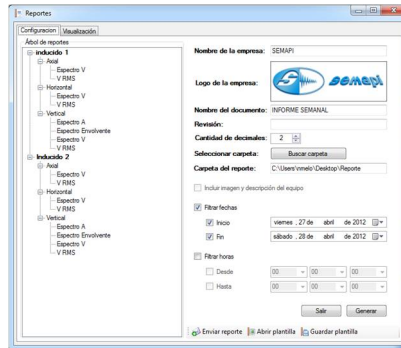 Reportes
Configuracion Visualización
Árbol de reportes
inducido 1
Axial
Espectro V
V RMS
Horizontal
Espectro V
V RMS
Vertical
Espectro A
Espectro Envolvente
Espectro V
V RMS
Inducido 2
Axial
Espectro V
V RMS
Horizontal
Espectro V
V RMS
Vertical
Espectro A
Espectro Envolvente
Espectro V
V RMS
Nombre de la empresa: SEMAPI
Logo de la empresa: semapi
Nombre del documento: INFORME SEMANAL
Revisión:
Cantidad de decimales: 2
Seleccionar carpeta: Buscar carpeta
Carpeta del reporte: C:\Users\nmelo\Desktop\Reporte
Incluir imagen y descripción del equipo
Filtrar fechas
Inicio viernes , 27 de abril de 2012
Fin sábado , 28 de abril de 2012
Filtrar horas
Desde 00 00 00
Hasta 00 00 00
Salir Generar
Enviar reporte Abrir plantilla Guardar plantilla